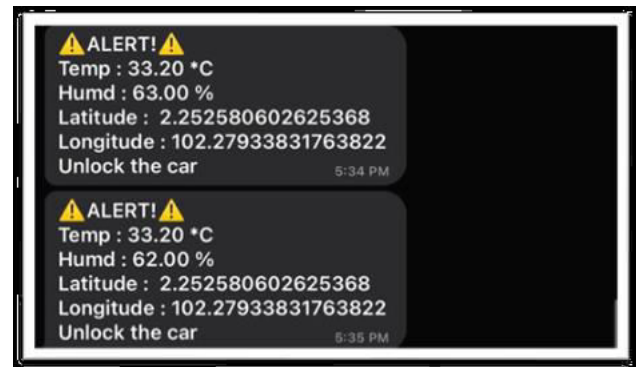 ⚠️ALERT!⚠️
Temp : 33.20 *C
Humd : 63.00 %
Latitude :  2.252580602625368
Longitude : 102.27933831763822
Unlock the car
5:34 PM
⚠️ALERT!⚠️
Temp : 33.20 *C
Humd : 62.00 %
Latitude :  2.252580602625368
Longitude : 102.27933831763822
Unlock the car
5:35 PM